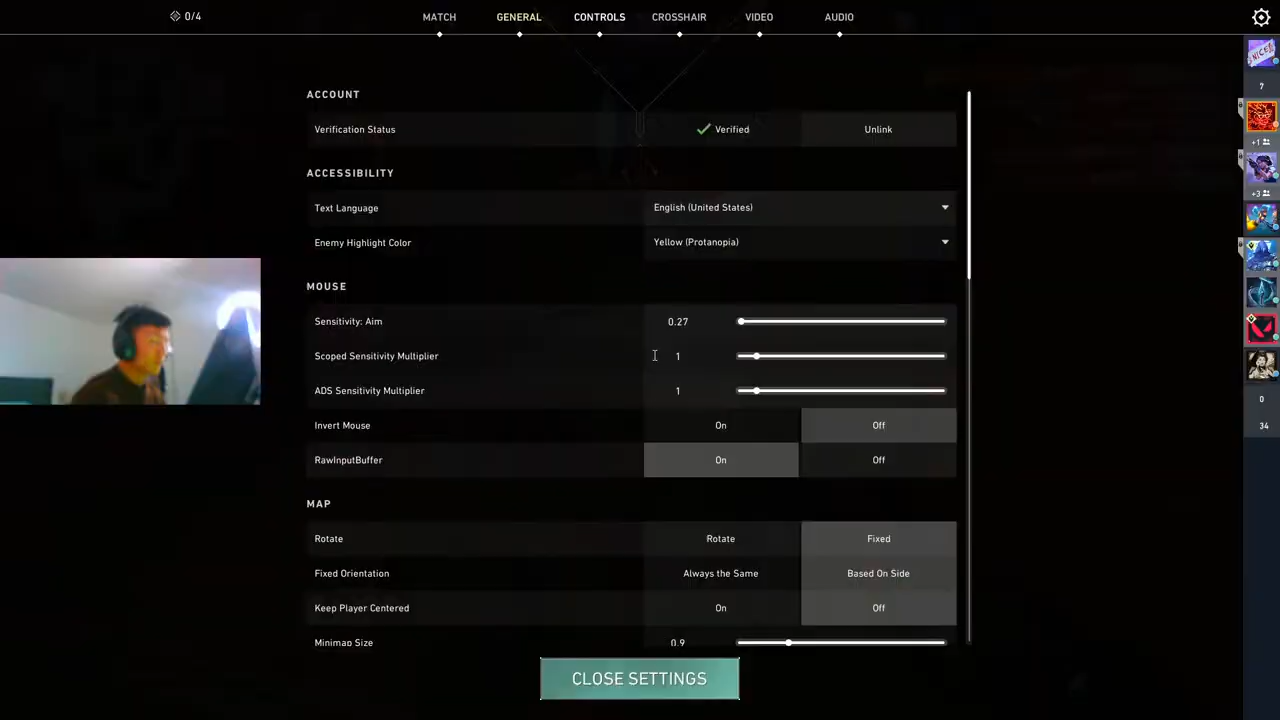 0/4
MATCH
GENERAL
CONTROLS
CROSSHAIR
VIDEO
AUDIO
ACCOUNT
Verification Status
Verified
Unlink
ACCESSIBILITY
Text Language
English (United States)
Enemy Highlight Color
Yellow (Protanopia)
MOUSE
Sensitivity: Aim
0.27
Scoped Sensitivity Multiplier
1
ADS Sensitivity Multiplier
1
Invert Mouse
On
Off
RawInputBuffer
On
Off
MAP
Rotate
Rotate
Fixed
Fixed Orientation
Always the Same
Based On Side
Keep Player Centered
On
Off
Minimap Size
0.9
CLOSE SETTINGS
NICE!
7
+1
+3
0
34